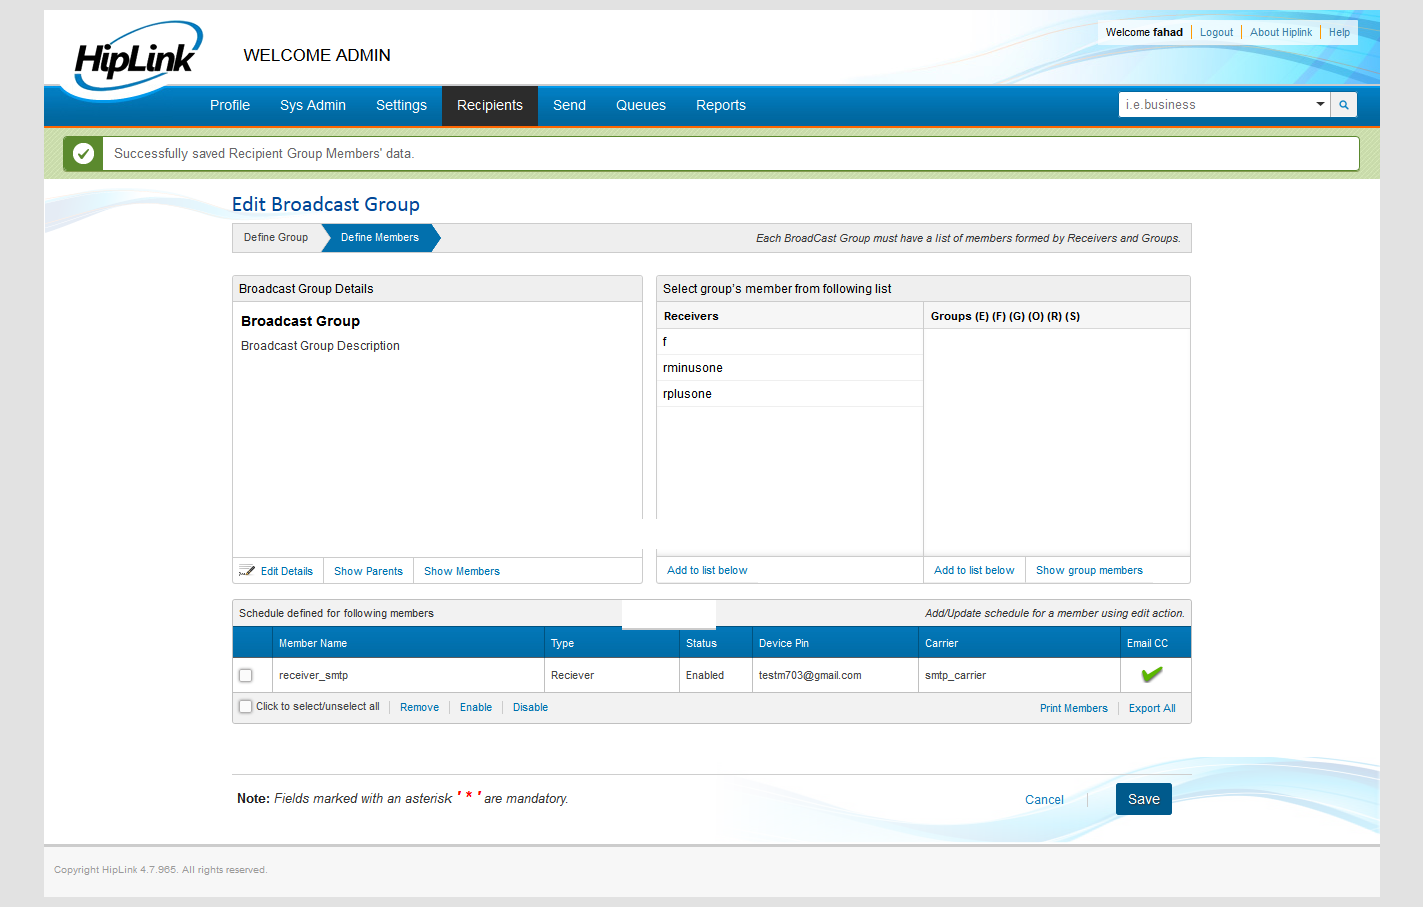 HipLink
WELCOME ADMIN
Welcome fahad Logout About Hiplink Help
Profile Sys Admin Settings Recipients Send Queues Reports
i.e.business
Successfully saved Recipient Group Members' data.
Edit Broadcast Group
Define Group Define Members Each BroadCast Group must have a list of members formed by Receivers and Groups.
Broadcast Group Details
Broadcast Group
Broadcast Group Description
Edit Details Show Parents Show Members
Select group's member from following list
Receivers Groups (E) (F) (G) (O) (R) (S)
f
rminusone
rplusone
Add to list below Add to list below Show group members
Schedule defined for following members Add/Update schedule for a member using edit action.
Member Name Type Status Device Pin Carrier Email CC
receiver_smtp Reciever Enabled testm703@gmail.com smtp_carrier
Click to select/unselect all Remove Enable Disable Print Members Export All
Note: Fields marked with an asterisk ' * ' are mandatory.
Cancel Save
Copyright HipLink 4.7.965. All rights reserved.